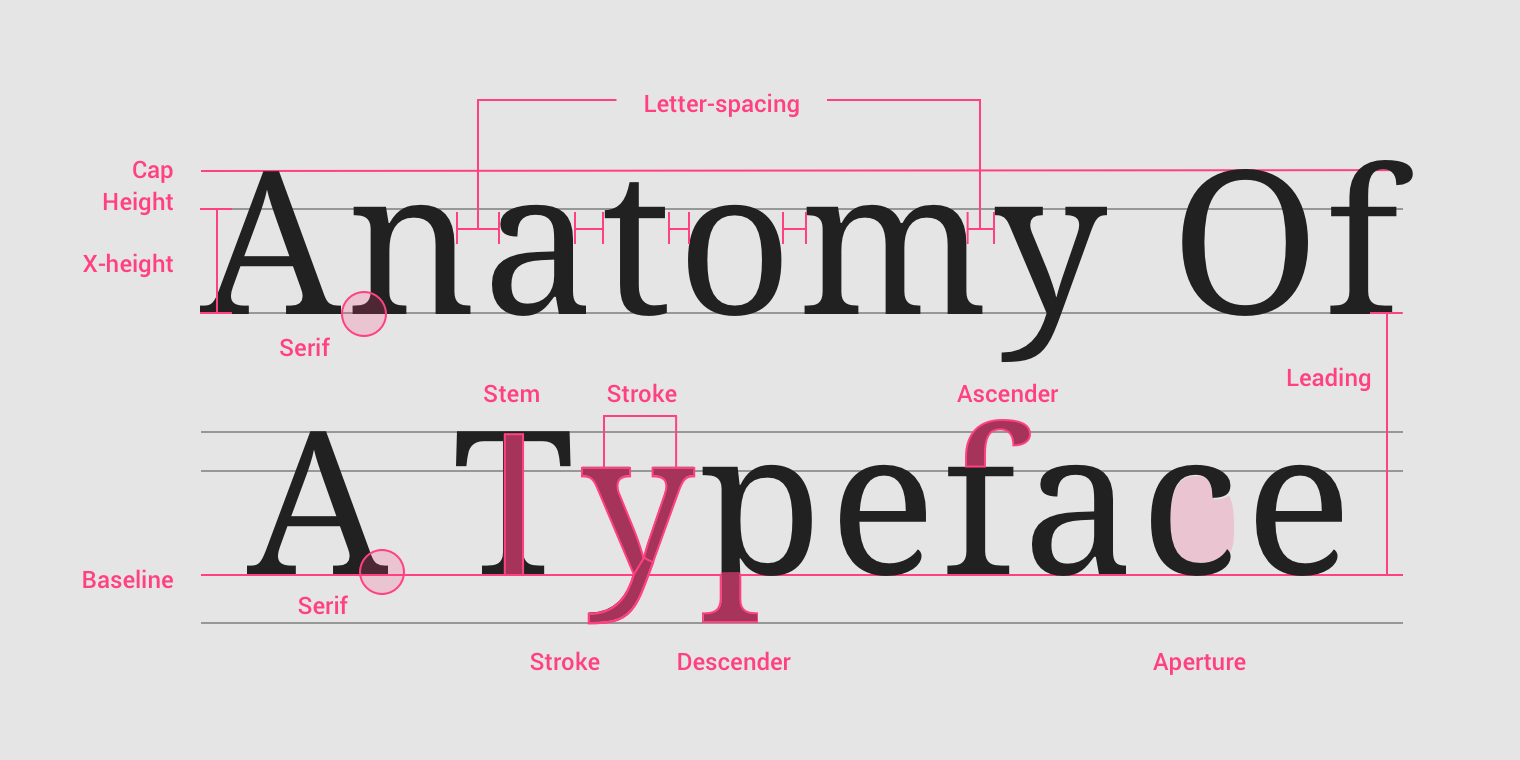 Letter-spacing
Cap
Height
X-height
Anatomy Of
Serif
Leading
Stem
Stroke
Ascender
A Typeface
Baseline
Serif
Stroke
Descender
Aperture